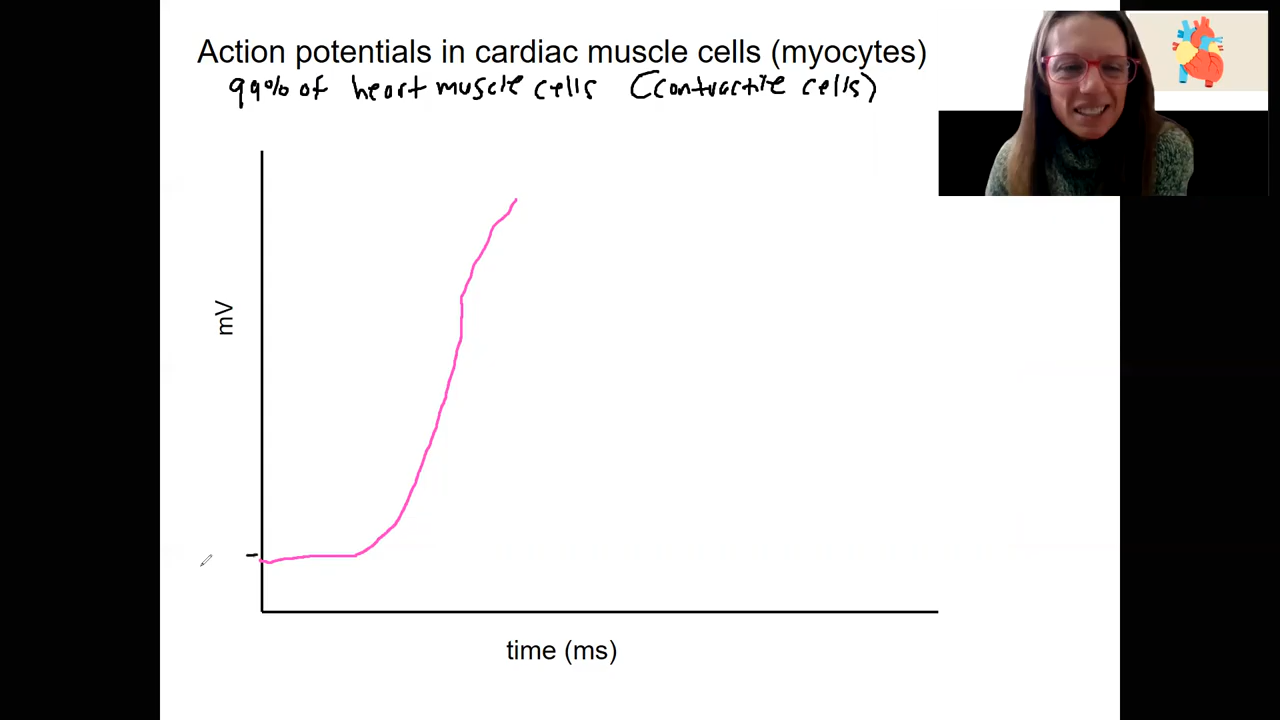 Action potentials in cardiac muscle cells (myocytes)
99% of heart muscle cells (contractile cells)
mV
time (ms)